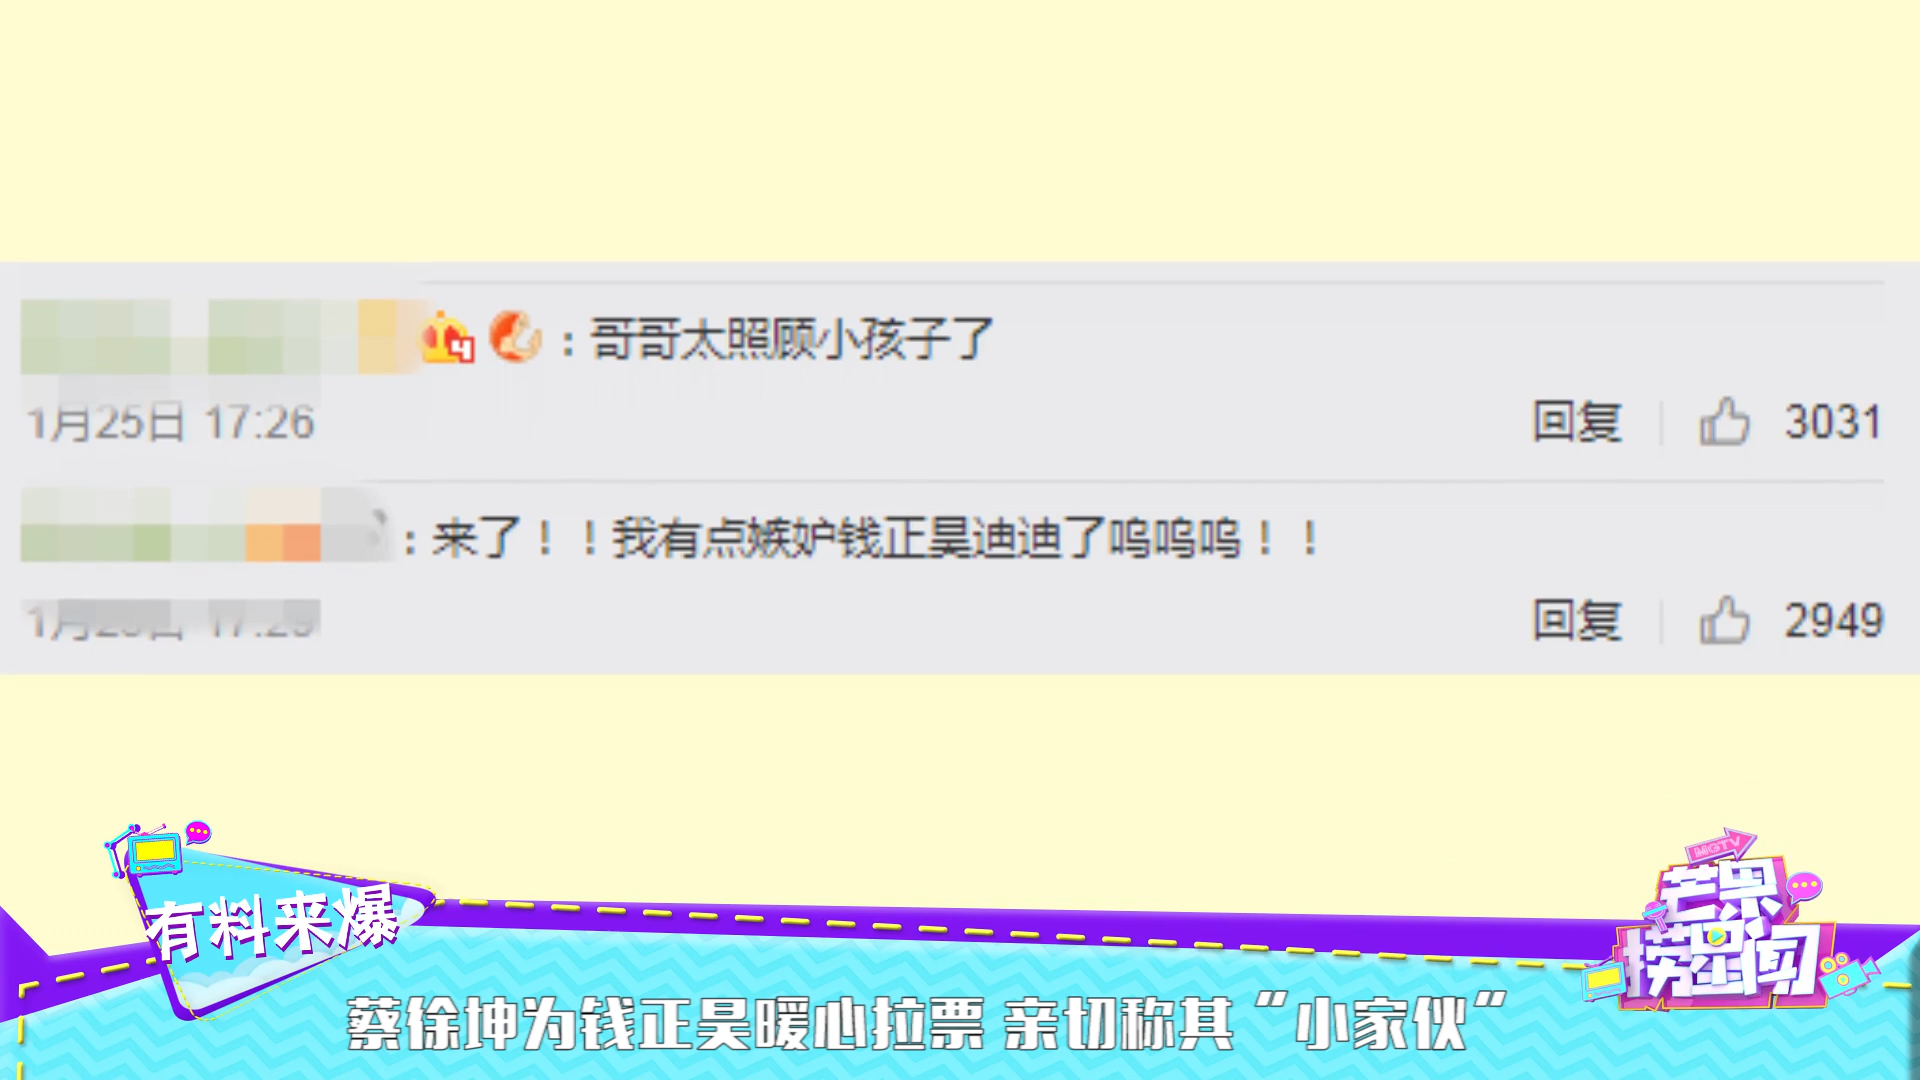 ：哥哥太照顾小孩子了
1月25日 17:26
回复 3031
：来了！！我有点嫉妒钱正昊迪迪了呜呜呜！！
回复 2949
MGTV
芒果捞星闻
有料来爆
蔡徐坤为钱正昊暖心拉票 亲切称其“小家伙”